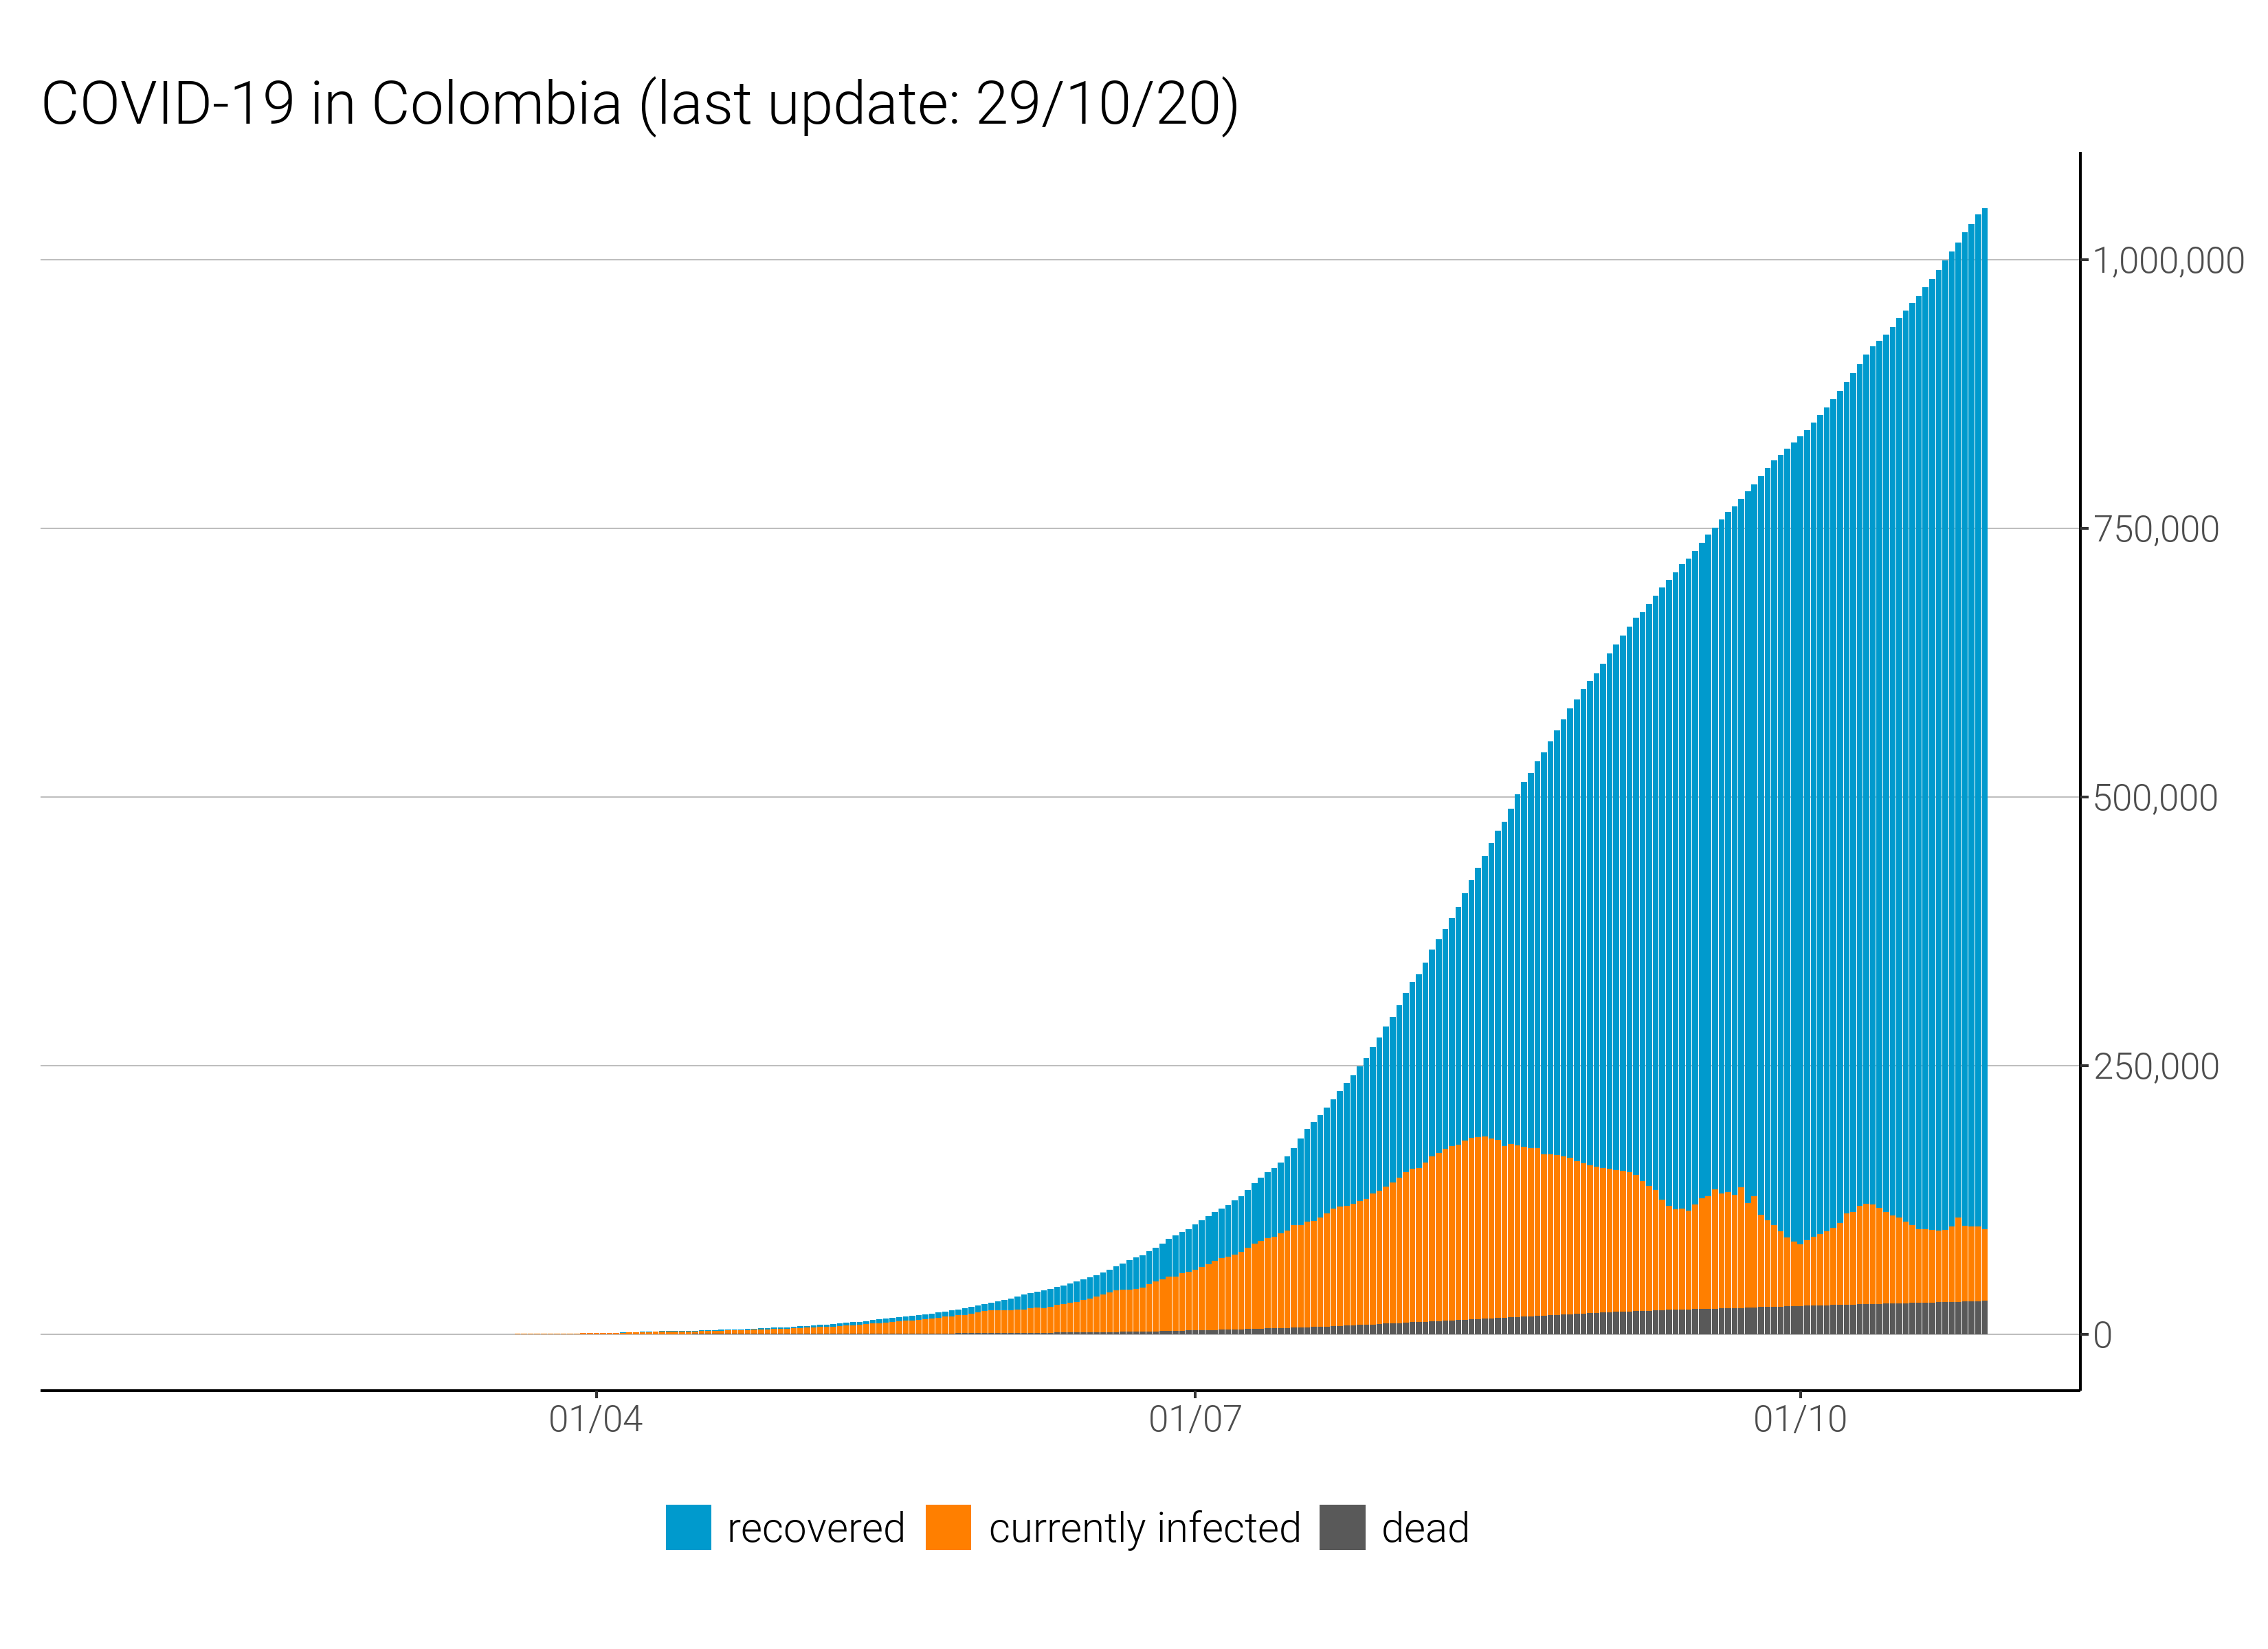 COVID-19 in Colombia (last update: 29/10/20)
1,000,000
750,000
500,000
250,000
0
01/04 01/07 01/10
recovered currently infected dead